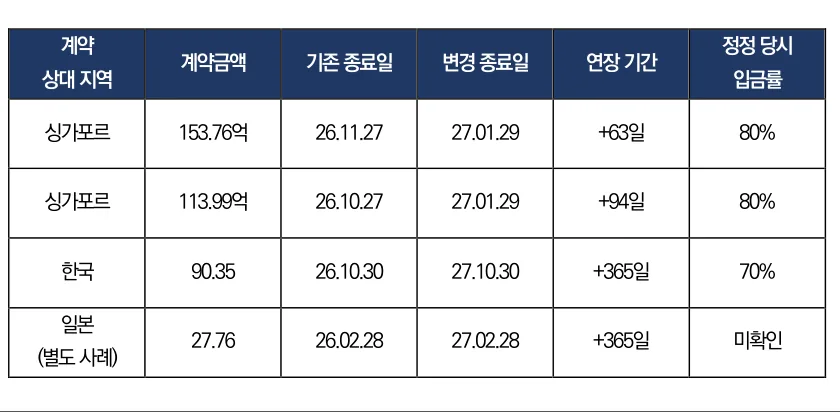 계약
상대 지역
계약금액
기존 종료일
변경 종료일
연장 기간
정정 당시
입금률
싱가포르 153.76억 26.11.27 27.01.29 +63일 80%
싱가포르 113.99억 26.10.27 27.01.29 +94일 80%
한국 90.35 26.10.30 27.10.30 +365일 70%
일본
(별도 사례)
27.76 26.02.28 27.02.28 +365일 미확인